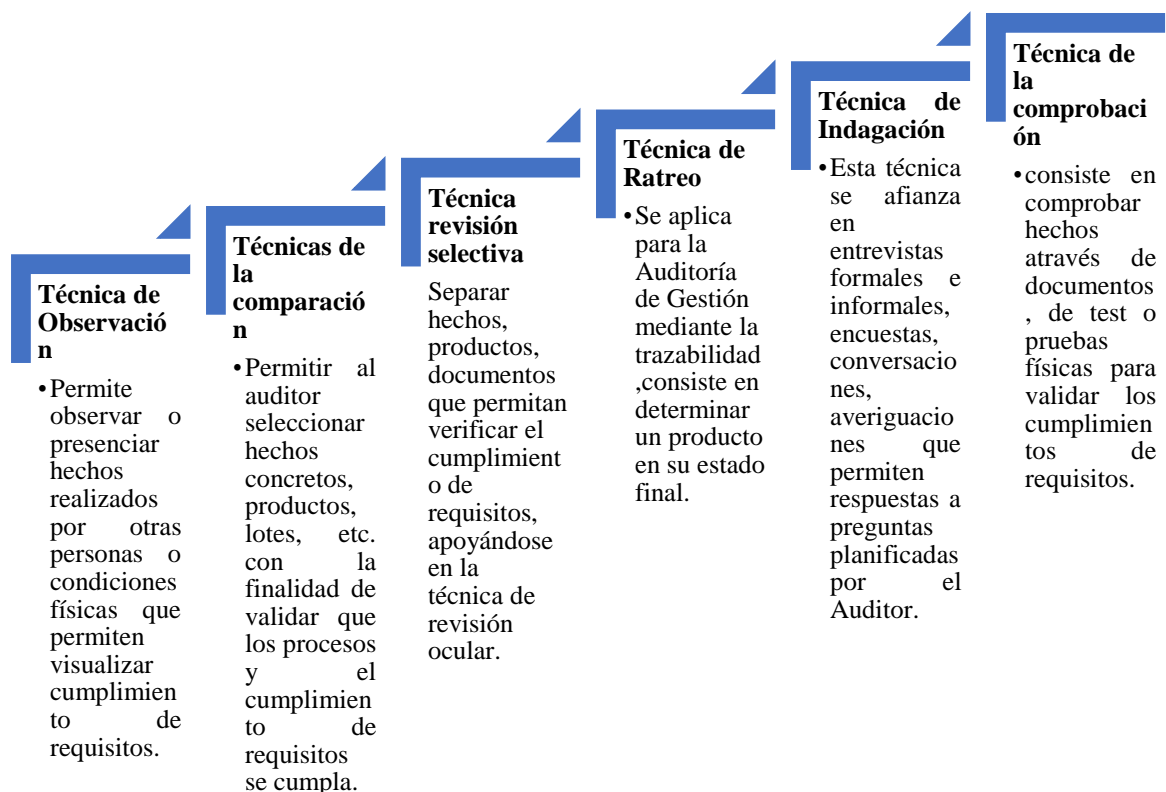 Técnica de
Observació
n
•Permite
observar o
presenciar
hechos
realizados
por otras
personas o
condiciones
físicas que
permiten
visualizar
cumplimien
to de
requisitos.
Técnicas de
la
comparació
n
•Permitir al
auditor
seleccionar
hechos
concretos,
productos,
lotes, etc.
con la
finalidad de
validar que
los procesos
y el
cumplimien
to de
requisitos
se cumpla.
Técnica
revisión
selectiva
Separar
hechos,
productos,
documentos
que permitan
verificar el
cumplimient
o de
requisitos,
apoyándose
en la
técnica de
revisión
ocular.
Técnica de
Ratreo
•Se aplica
para la
Auditoría
de Gestión
mediante la
trazabilidad
,consiste en
determinar
un producto
en su estado
final.
Técnica de
Indagación
•Esta técnica
se afianza
en
entrevistas
formales e
informales,
encuestas,
conversacio
nes,
averiguacio
nes que
permiten
respuestas a
preguntas
planificadas
por el
Auditor.
Técnica de
la
comprobaci
ón
•consiste en
comprobar
hechos
através de
documentos
, de test o
pruebas
físicas para
validar los
cumplimien
tos de
requisitos.